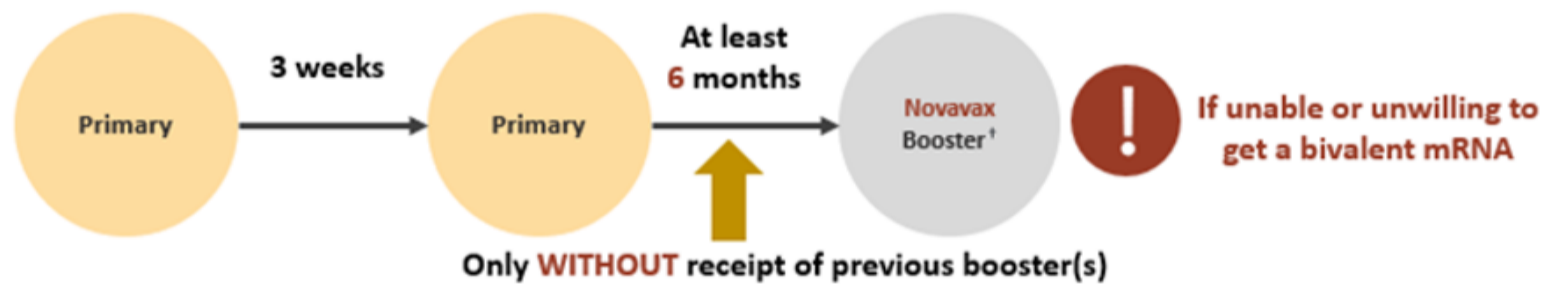 Primary
3 weeks
Primary
At least
6 months
Novavax
Booster†
!
If unable or unwilling to
get a bivalent mRNA
Only WITHOUT receipt of previous booster(s)